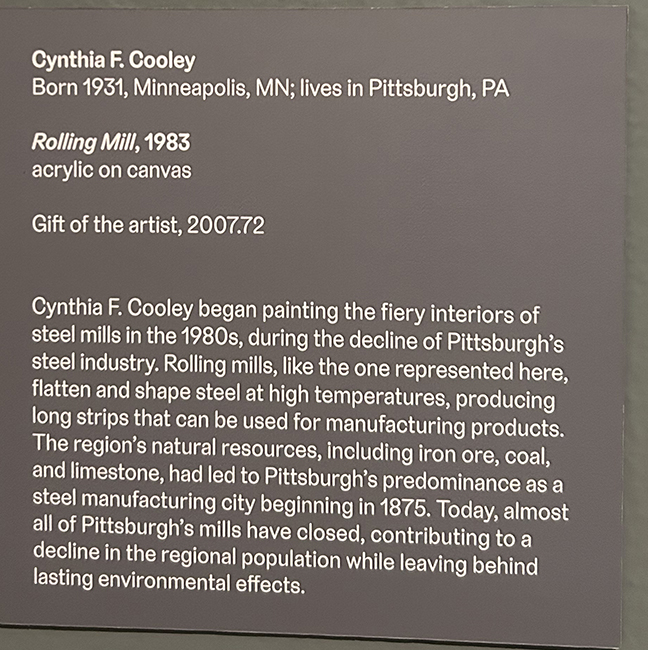 Cynthia F. Cooley
Born 1931, Minneapolis, MN; lives in Pittsburgh, PA
Rolling Mill, 1983
acrylic on canvas
Gift of the artist, 2007.72
Cynthia F. Cooley began painting the fiery interiors of
steel mills in the 1980s, during the decline of Pittsburgh's
steel industry. Rolling mills, like the one represented here,
flatten and shape steel at high temperatures, producing
long strips that can be used for manufacturing products.
The region's natural resources, including iron ore, coal,
and limestone, had led to Pittsburgh's predominance as a
steel manufacturing city beginning in 1875. Today, almost
all of Pittsburgh's mills have closed, contributing to a
decline in the regional population while leaving behind
lasting environmental effects.